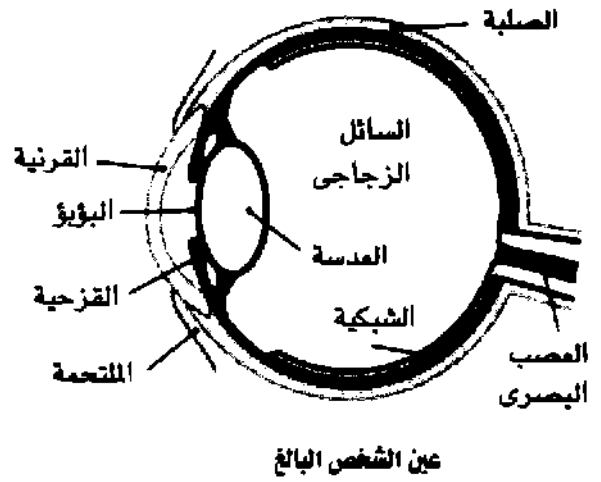 الصلبة
السائل
الزجاجى
القرنية
البؤبؤ
العدسة
القزحية
الشبكية
الملتحمة
العصب
البصرى
عين الشخص البالغ